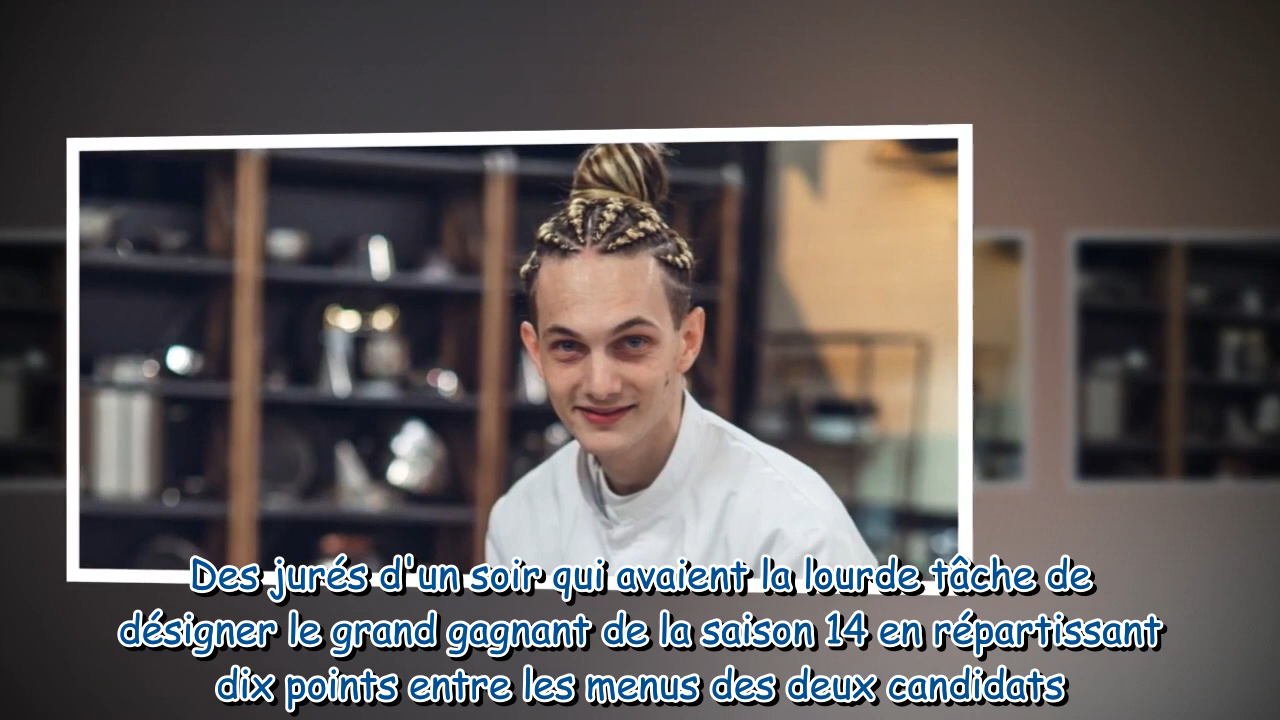 Des jurés d'un soir qui avaient la lourde tâche de
désigner le grand gagnant de la saison 14 en répartissant
dix points entre les menus des deux candidats